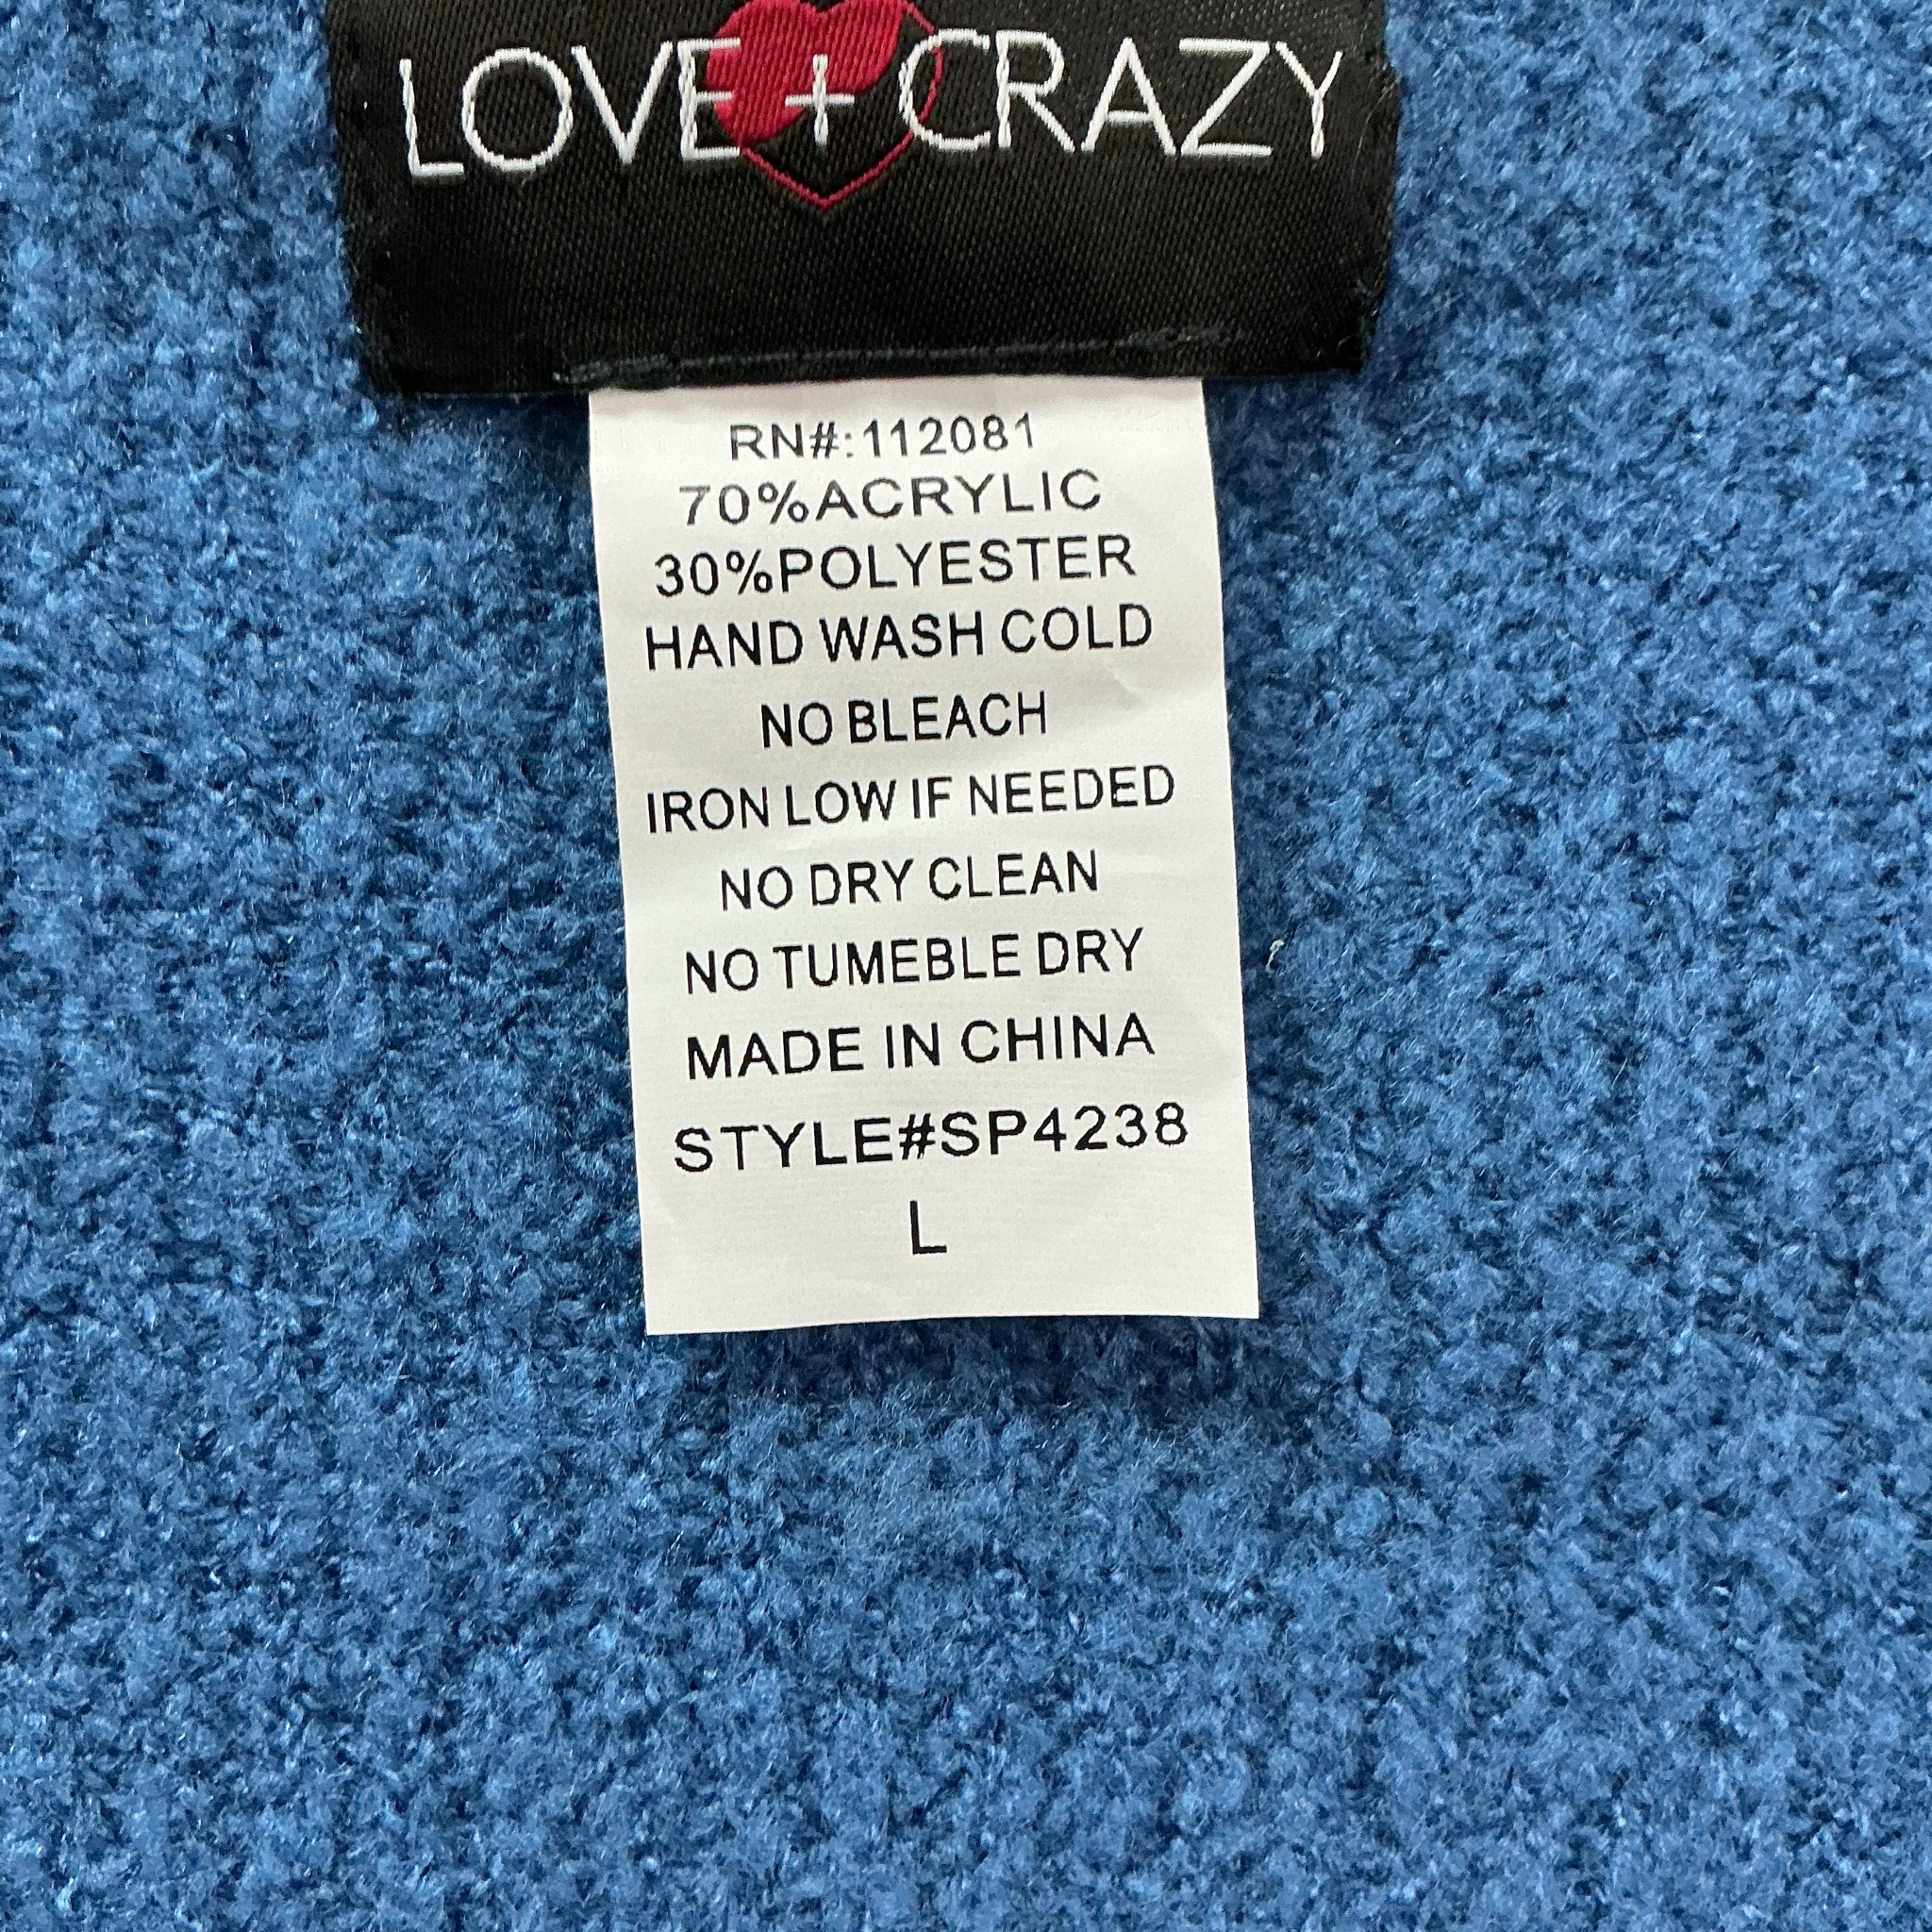 LOVE + CRAZY
RN#:112081
70%ACRYLIC
30%POLYESTER
HAND WASH COLD
NO BLEACH
IRON LOW IF NEEDED
NO DRY CLEAN
NO TUMEBLE DRY
MADE IN CHINA
STYLE#SP4238
L